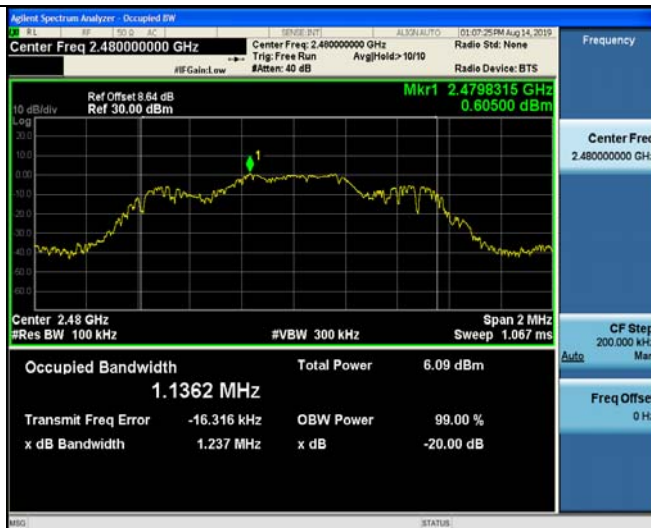 Agilent Spectrum Analyzer - Occupied BW
RL RF 50 Ω AC SENSE:INT ALIGN AUTO 01:07:25 PM Aug 14, 2019
Center Freq 2.480000000 GHz
Center Freq: 2.480000000 GHz
Radio Std: None
Trig: Free Run Avg|Hold:>10/10
#IFGain:Low #Atten: 40 dB Radio Device: BTS
Frequency
Mkr1 2.4798315 GHz
0.60500 dBm
Ref Offset 8.64 dB
10 dB/div Ref 30.00 dBm
Log
20.0
10.0
0.00
10.0
20.0
30.0
40.0
50.0
60.0
1
Center 2.48 GHz Span 2 MHz
#Res BW 100 kHz #VBW 300 kHz Sweep 1.067 ms
Occupied Bandwidth Total Power 6.09 dBm
1.1362 MHz
Transmit Freq Error -16.316 kHz OBW Power 99.00 %
x dB Bandwidth 1.237 MHz x dB -20.00 dB
Center Freq
2.480000000 GHz
CF Step
200.000 kHz
Auto Man
Freq Offset
0 Hz
MSG STATUS